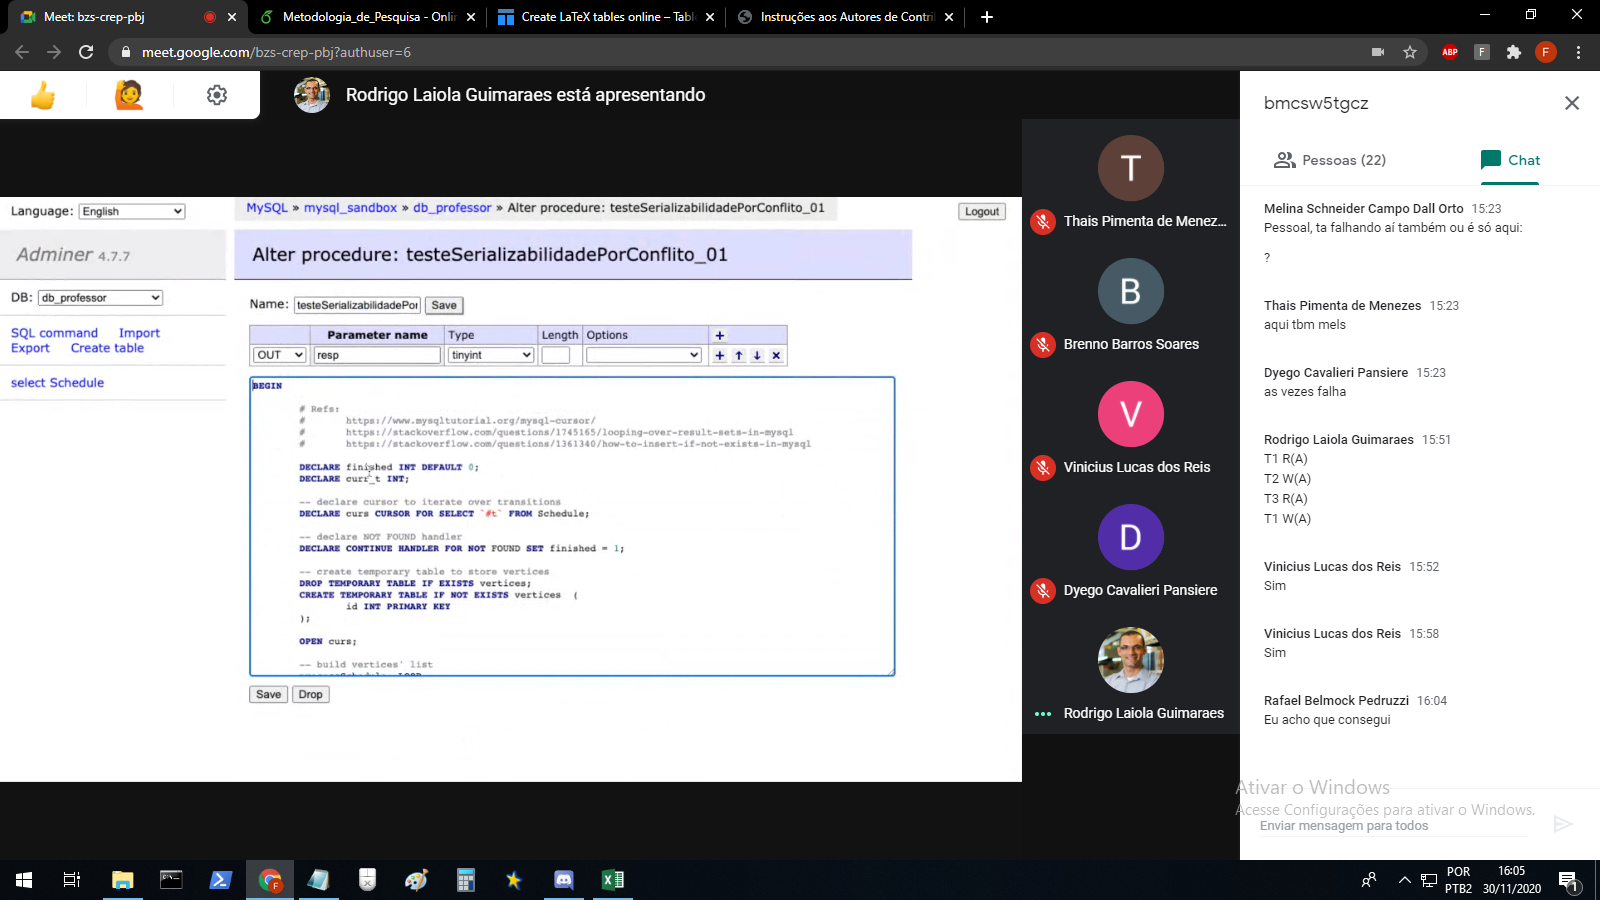 Meet: bzs-crep-pbj
Metodologia_de_Pesquisa - Onli
Create LaTeX tables online – Tabl
Instruções aos Autores de Contri
meet.google.com/bzs-crep-pbj?authuser=6
ABP
F
F
Rodrigo Laiola Guimaraes está apresentando
Language: English
MySQL » mysql_sandbox » db_professor » Alter procedure: testeSerializabilidadePorConflito_01
Logout
Adminer 4.7.7
Alter procedure: testeSerializabilidadePorConflito_01
DB: db_professor
Name: testeSerializabilidadePor Save
SQL command Import
Export Create table
select Schedule
Parameter name Type Length Options +
OUT resp tinyint + ↑ ↓ ×
BEGIN
# Refs:
# https://www.mysqltutorial.org/mysql-cursor/
# https://stackoverflow.com/questions/1745165/looping-over-result-sets-in-mysql
# https://stackoverflow.com/questions/1361340/how-to-insert-if-not-exists-in-mysql
DECLARE finished INT DEFAULT 0;
DECLARE curr_t INT;
-- declare cursor to iterate over transitions
DECLARE curs CURSOR FOR SELECT `#t` FROM Schedule;
-- declare NOT FOUND handler
DECLARE CONTINUE HANDLER FOR NOT FOUND SET finished = 1;
-- create temporary table to store vertices
DROP TEMPORARY TABLE IF EXISTS vertices;
CREATE TEMPORARY TABLE IF NOT EXISTS vertices (
id INT PRIMARY KEY
);
OPEN curs;
-- build vertices' list
Save Drop
T
Thais Pimenta de Menez...
B
Brenno Barros Soares
V
Vinicius Lucas dos Reis
D
Dyego Cavalieri Pansiere
Rodrigo Laiola Guimaraes
bmcsw5tgcz
Pessoas (22)
Chat
Melina Schneider Campo Dall Orto 15:23
Pessoal, ta falhando aí também ou é só aqui:
?
Thais Pimenta de Menezes 15:23
aqui tbm mels
Dyego Cavalieri Pansiere 15:23
as vezes falha
Rodrigo Laiola Guimaraes 15:51
T1 R(A)
T2 W(A)
T3 R(A)
T1 W(A)
Vinicius Lucas dos Reis 15:52
Sim
Vinicius Lucas dos Reis 15:58
Sim
Rafael Belmock Pedruzzi 16:04
Eu acho que consegui
Ativar o Windows
Acesse Configurações para ativar o Windows.
Enviar mensagem para todos
F
POR
PTB2
16:05
30/11/2020
1